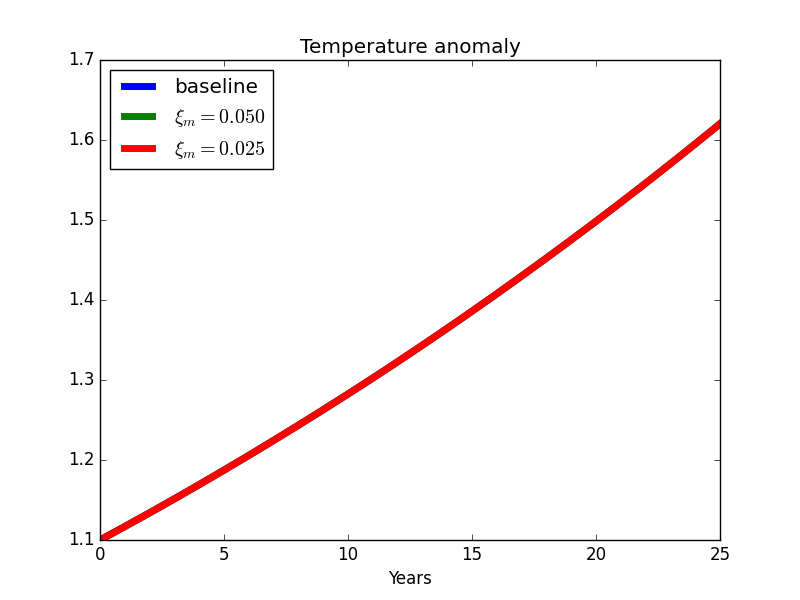 Temperature anomaly
1.7
1.6
1.5
1.4
1.3
1.2
1.1
baseline
ξₘ = 0.050
ξₘ = 0.025
0 5 10 15 20 25
Years